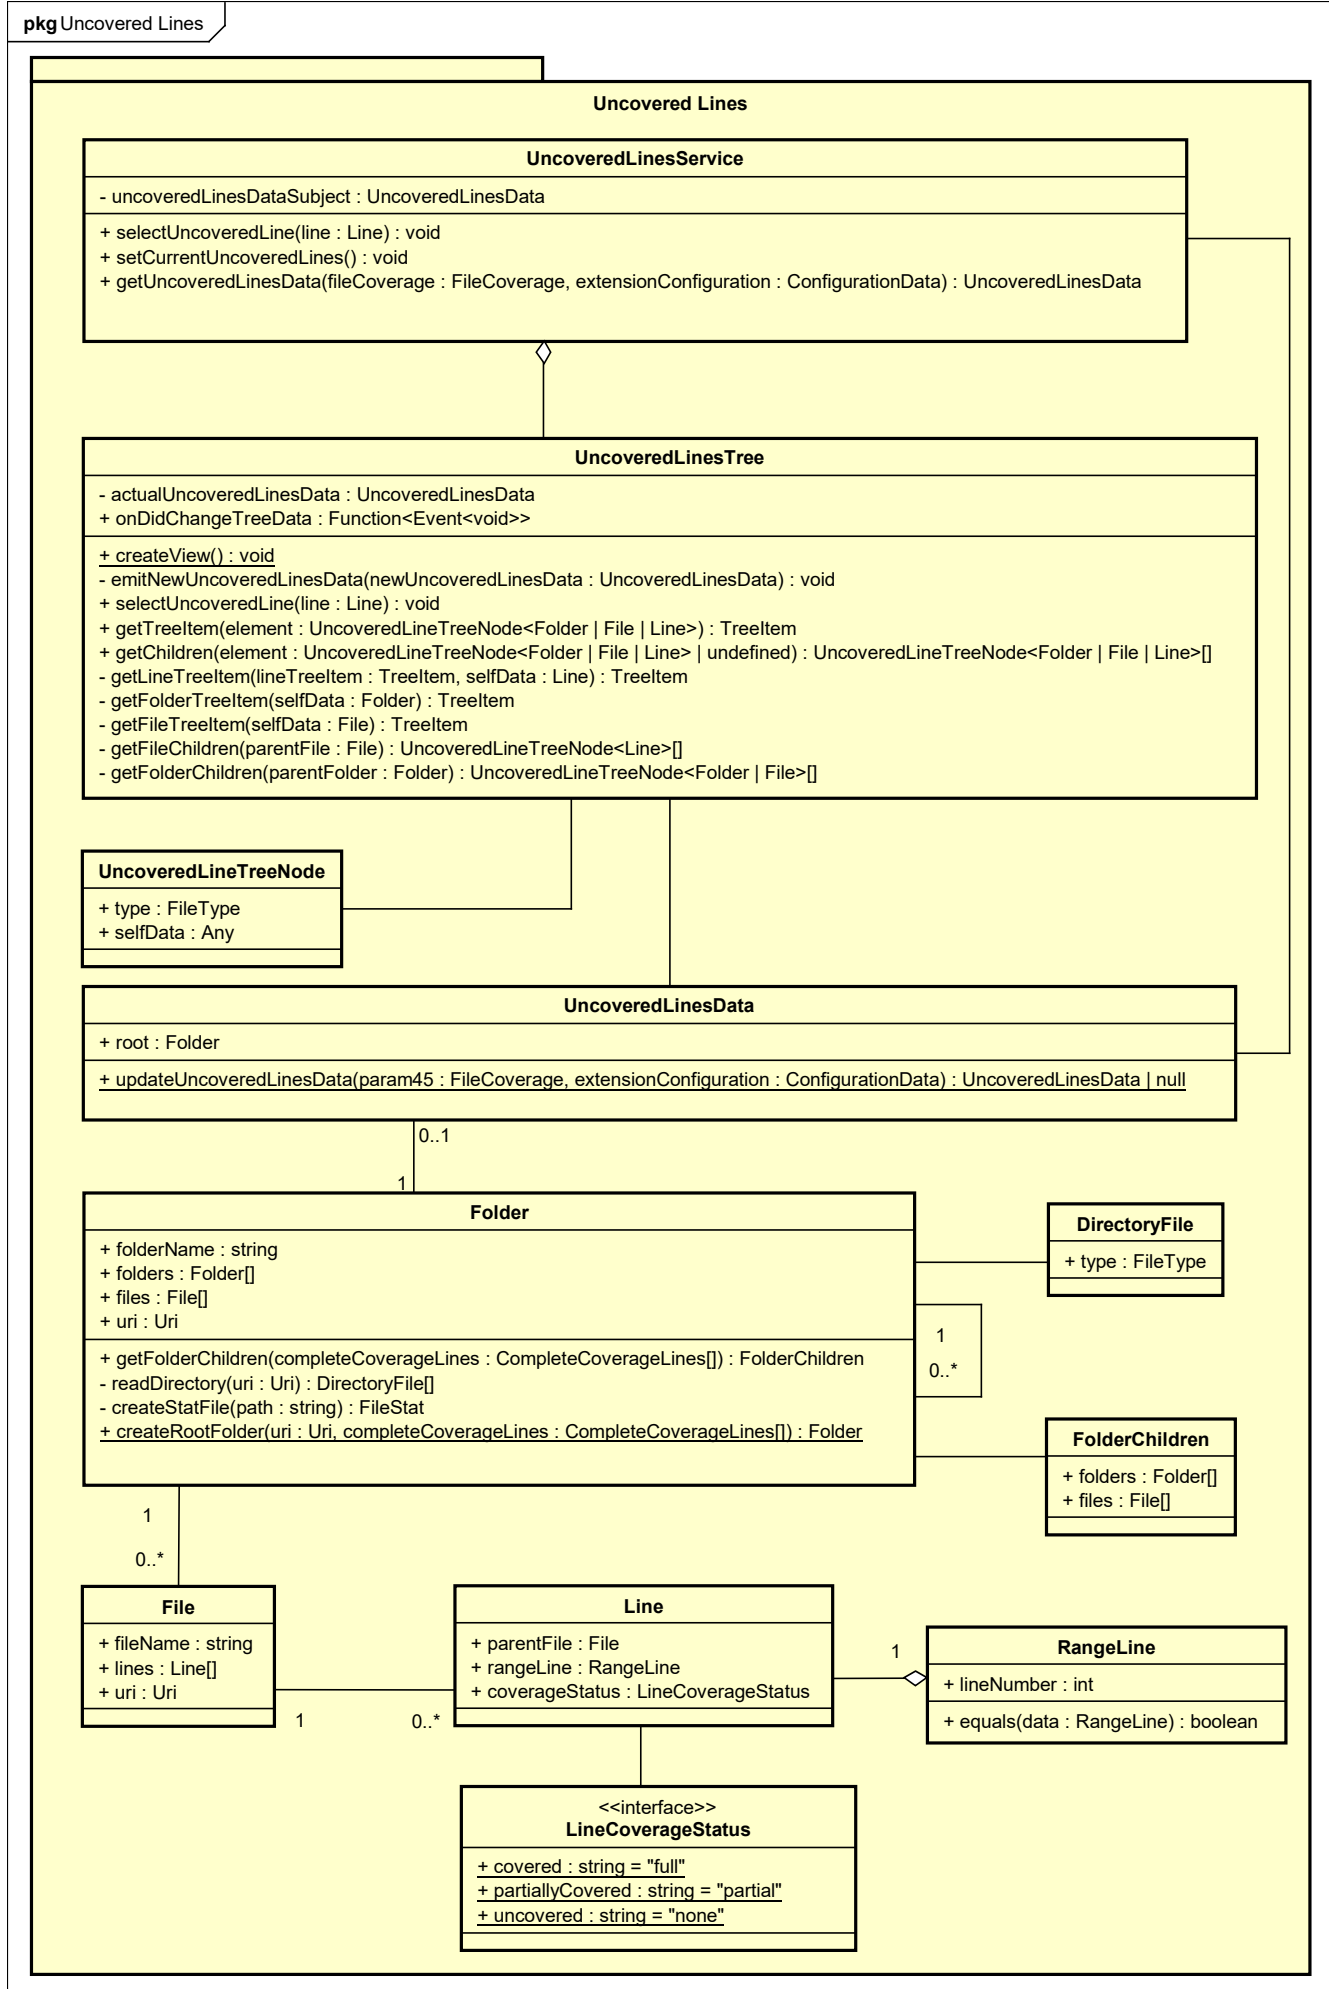 pkg Uncovered Lines
Uncovered Lines
UncoveredLinesService
- uncoveredLinesDataSubject : UncoveredLinesData
+ selectUncoveredLine(line : Line) : void
+ setCurrentUncoveredLines() : void
+ getUncoveredLinesData(fileCoverage : FileCoverage, extensionConfiguration : ConfigurationData) : UncoveredLinesData
UncoveredLinesTree
- actualUncoveredLinesData : UncoveredLinesData
+ onDidChangeTreeData : Function<Event<void>>
+ createView() : void
- emitNewUncoveredLinesData(newUncoveredLinesData : UncoveredLinesData) : void
+ selectUncoveredLine(line : Line) : void
+ getTreeItem(element : UncoveredLineTreeNode<Folder | File | Line>) : TreeItem
+ getChildren(element : UncoveredLineTreeNode<Folder | File | Line> | undefined) : UncoveredLineTreeNode<Folder | File | Line>[]
- getLineTreeItem(lineTreeItem : TreeItem, selfData : Line) : TreeItem
- getFolderTreeItem(selfData : Folder) : TreeItem
- getFileTreeItem(selfData : File) : TreeItem
- getFileChildren(parentFile : File) : UncoveredLineTreeNode<Line>[]
- getFolderChildren(parentFolder : Folder) : UncoveredLineTreeNode<Folder | File>[]
UncoveredLineTreeNode
+ type : FileType
+ selfData : Any
UncoveredLinesData
+ root : Folder
+ updateUncoveredLinesData(param45 : FileCoverage, extensionConfiguration : ConfigurationData) : UncoveredLinesData | null
0..1
1
Folder
+ folderName : string
+ folders : Folder[]
+ files : File[]
+ uri : Uri
+ getFolderChildren(completeCoverageLines : CompleteCoverageLines[]) : FolderChildren
- readDirectory(uri : Uri) : DirectoryFile[]
- createStatFile(path : string) : FileStat
+ createRootFolder(uri : Uri, completeCoverageLines : CompleteCoverageLines[]) : Folder
DirectoryFile
+ type : FileType
1
0..*
FolderChildren
+ folders : Folder[]
+ files : File[]
1
0..*
File
+ fileName : string
+ lines : Line[]
+ uri : Uri
1
0..*
Line
+ parentFile : File
+ rangeLine : RangeLine
+ coverageStatus : LineCoverageStatus
1
RangeLine
+ lineNumber : int
+ equals(data : RangeLine) : boolean
<<interface>>
LineCoverageStatus
+ covered : string = "full"
+ partiallyCovered : string = "partial"
+ uncovered : string = "none"